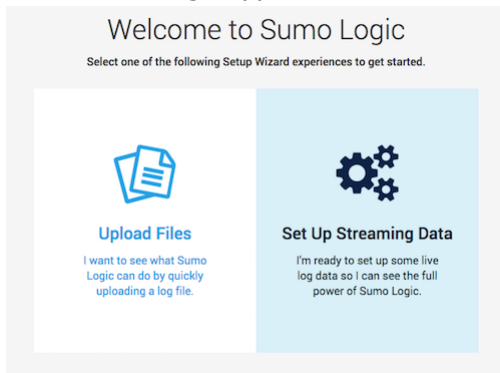 Welcome to Sumo Logic
Select one of the following Setup Wizard experiences to get started.
Upload Files
I want to see what Sumo
Logic can do by quickly
uploading a log file.
Set Up Streaming Data
I'm ready to set up some live
log data so I can see the full
power of Sumo Logic.